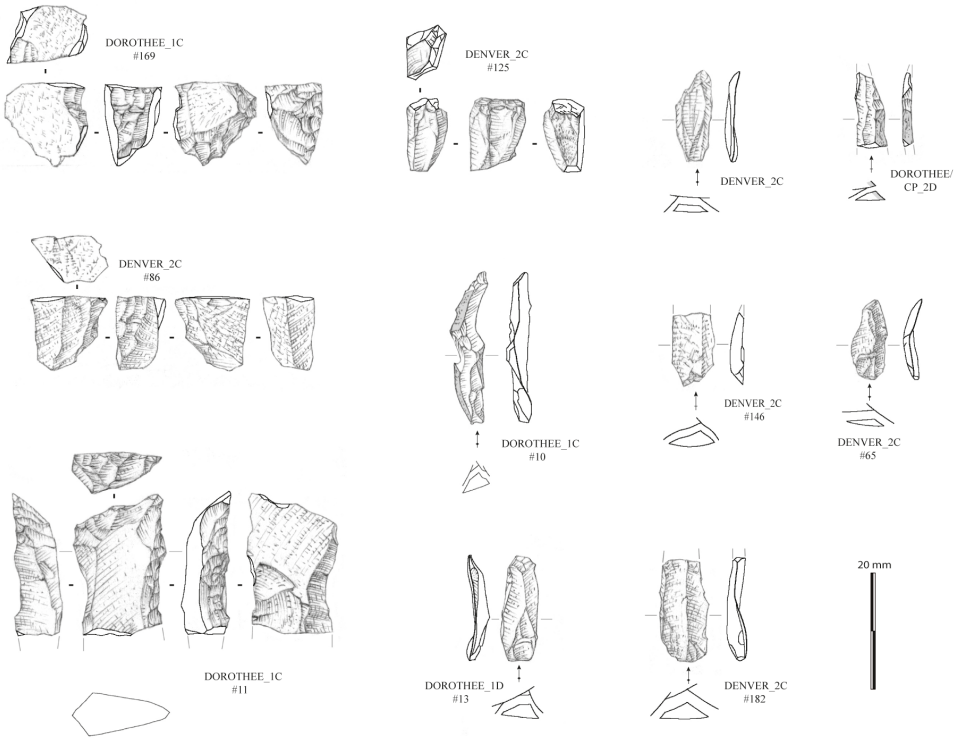 DOROTHEE_1C
#169
DENVER_2C
#125
DENVER_2C
DOROTHEE/
CP_2D
DENVER_2C
#86
DOROTHEE_1C
#10
DENVER_2C
#146
DENVER_2C
#65
DOROTHEE_1C
#11
DOROTHEE_1D
#13
DENVER_2C
#182
20 mm